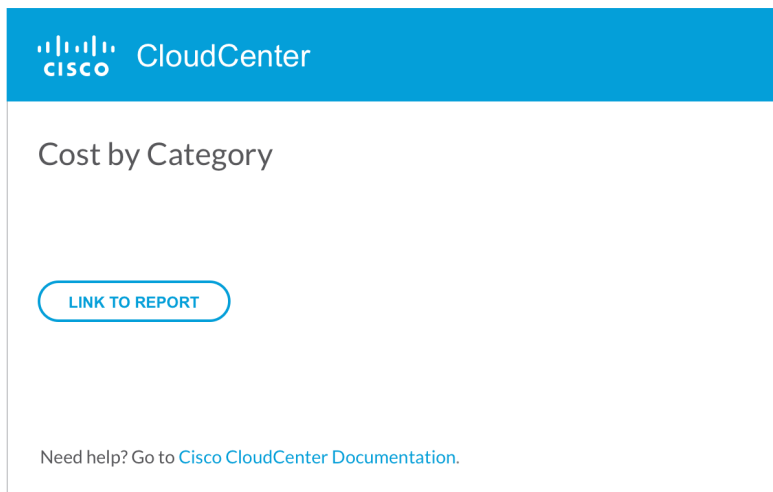 cisco CloudCenter
Cost by Category
LINK TO REPORT
Need help? Go to Cisco CloudCenter Documentation.